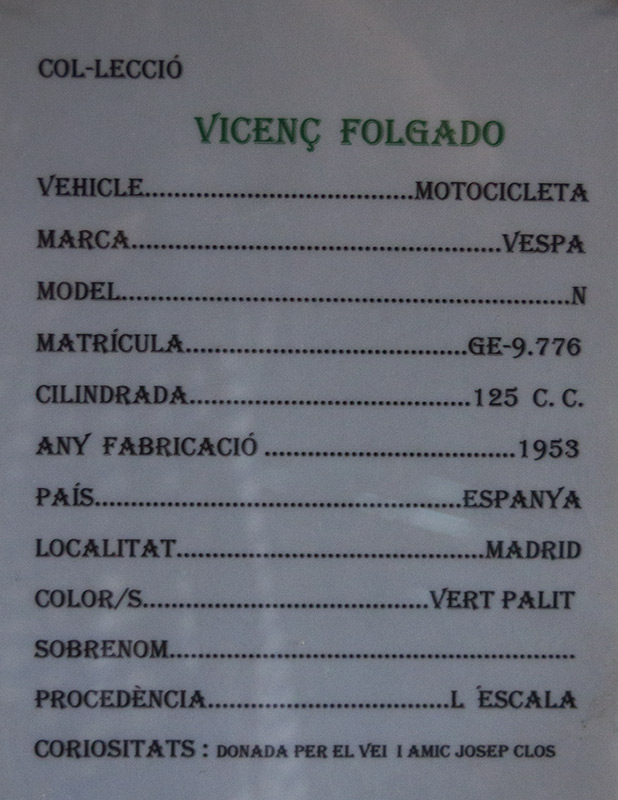 COL-LECCIÓ
VICENÇ FOLGADO
VEHICLE.....................................MOTOCICLETA
MARCA..................................................VESPA
MODEL.............................................................N
MATRÍCULA......................................GE-9.776
CILINDRADA......................................125 C. C.
ANY FABRICACIÓ ..................................1953
PAÍS..................................................ESPANYA
LOCALITAT..........................................MADRID
COLOR/S.......................................VERT PALIT
SOBRENOM.......................................................
PROCEDÈNCIA.................................L ́ESCALA
CORIOSITATS : DONADA PER EL VEI I AMIC JOSEP CLOS